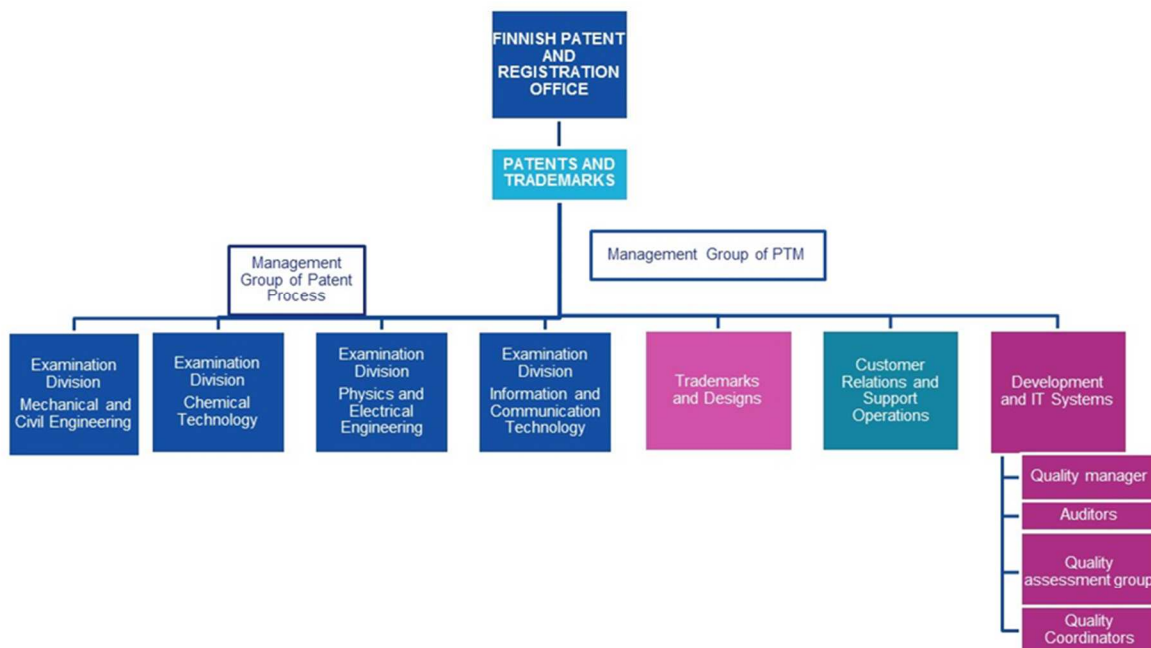 FINNISH PATENT
AND
REGISTRATION
OFFICE
PATENTS AND
TRADEMARKS
Management
Group of Patent
Process
Management Group of PTM
Examination
Division
Mechanical and
Civil Engineering
Examination
Division
Chemical
Technology
Examination
Division
Physics and
Electrical
Engineering
Examination
Division
Information and
Communication
Technology
Trademarks
and Designs
Customer
Relations and
Support
Operations
Development
and IT Systems
Quality manager
Auditors
Quality
assessment group
Quality
Coordinators